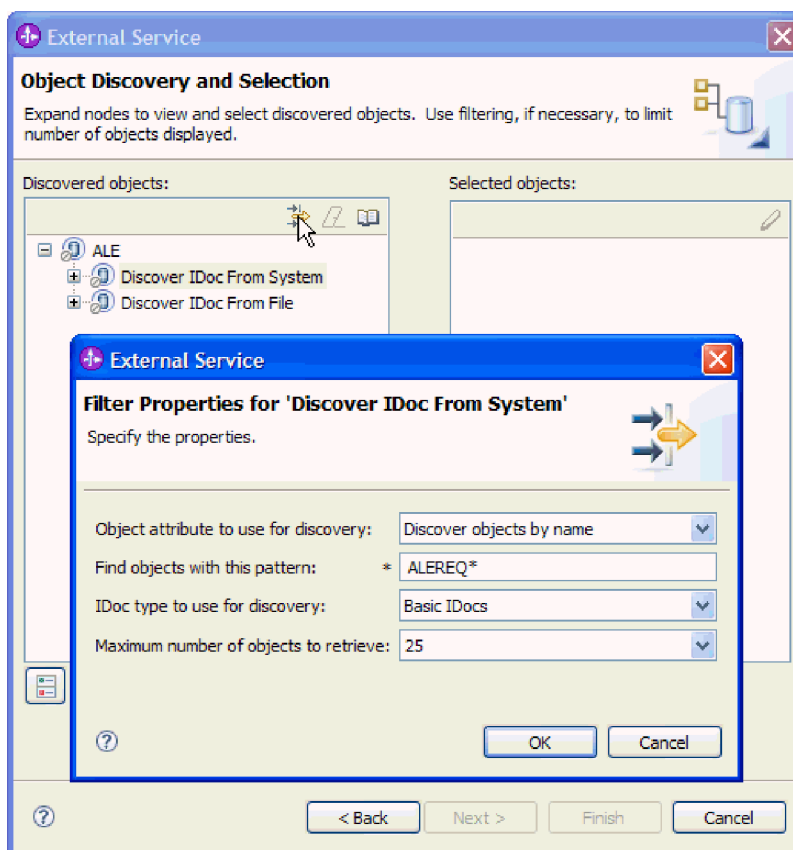 External Service
Object Discovery and Selection
Expand nodes to view and select discovered objects. Use filtering, if necessary, to limit
number of objects displayed.
Discovered objects:
Selected objects:
ALE
Discover IDoc From System
Discover IDoc From File
External Service
Filter Properties for 'Discover IDoc From System'
Specify the properties.
Object attribute to use for discovery: Discover objects by name
Find objects with this pattern: * ALEREQ*
IDoc type to use for discovery: Basic IDocs
Maximum number of objects to retrieve: 25
OK Cancel
< Back Next > Finish Cancel